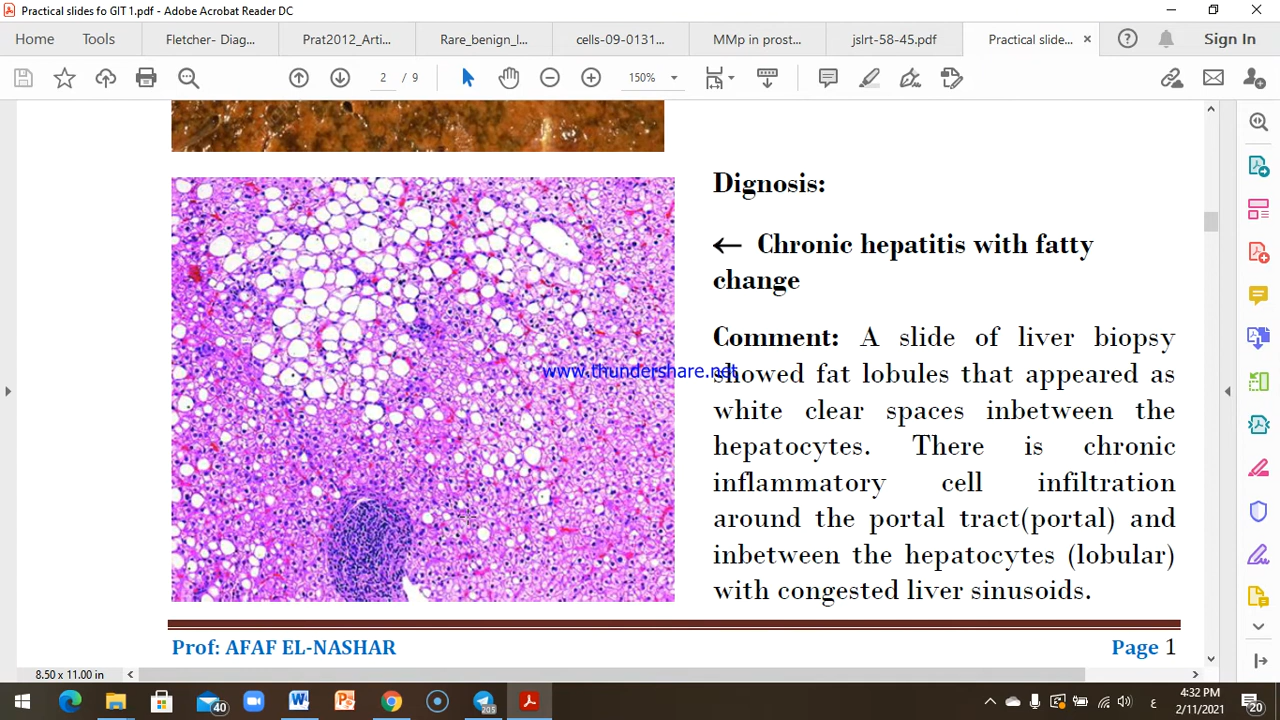 Practical slides fo GIT 1.pdf - Adobe Acrobat Reader DC
Home Tools Fletcher- Diag... Prat2012_Arti... Rare_benign_l... cells-09-0131... MMp in prost... jslrt-58-45.pdf Practical slide... × Sign In
2 / 9 150%
Dignosis:
← Chronic hepatitis with fatty
change
Comment: A slide of liver biopsy
www.thundershare.net
showed fat lobules that appeared as
white clear spaces inbetween the
hepatocytes. There is chronic
inflammatory cell infiltration
around the portal tract(portal) and
inbetween the hepatocytes (lobular)
with congested liver sinusoids.
Prof: AFAF EL-NASHAR Page 1
8.50 x 11.00 in
40 205 ع 4:32 PM
2/11/2021 20